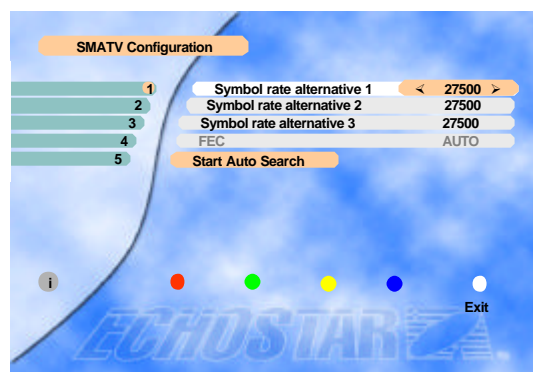 SMATV Configuration
1 Symbol rate alternative 1 < 27500 >
2 Symbol rate alternative 2 27500
3 Symbol rate alternative 3 27500
4 FEC AUTO
5 Start Auto Search
i
Exit
ECHOSTAR